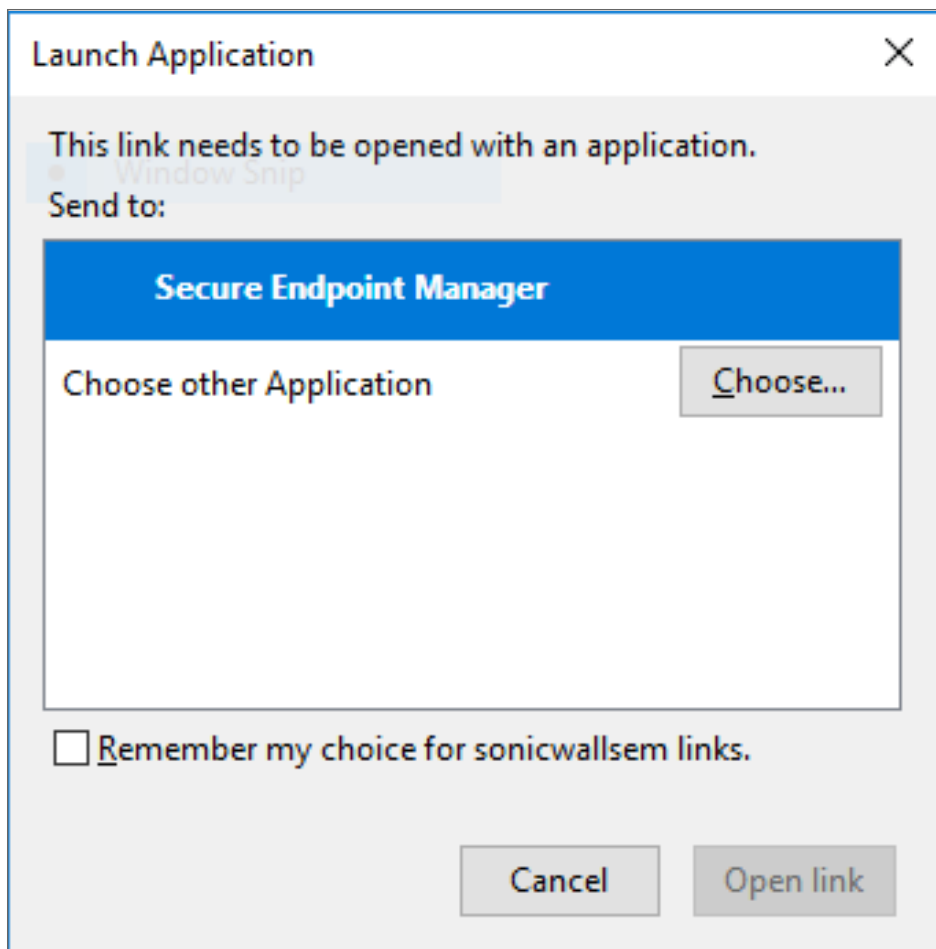 Launch Application
This link needs to be opened with an application.
Window Snip
Send to:
Secure Endpoint Manager
Choose other Application
Choose...
Remember my choice for sonicwallsem links.
Cancel
Open link